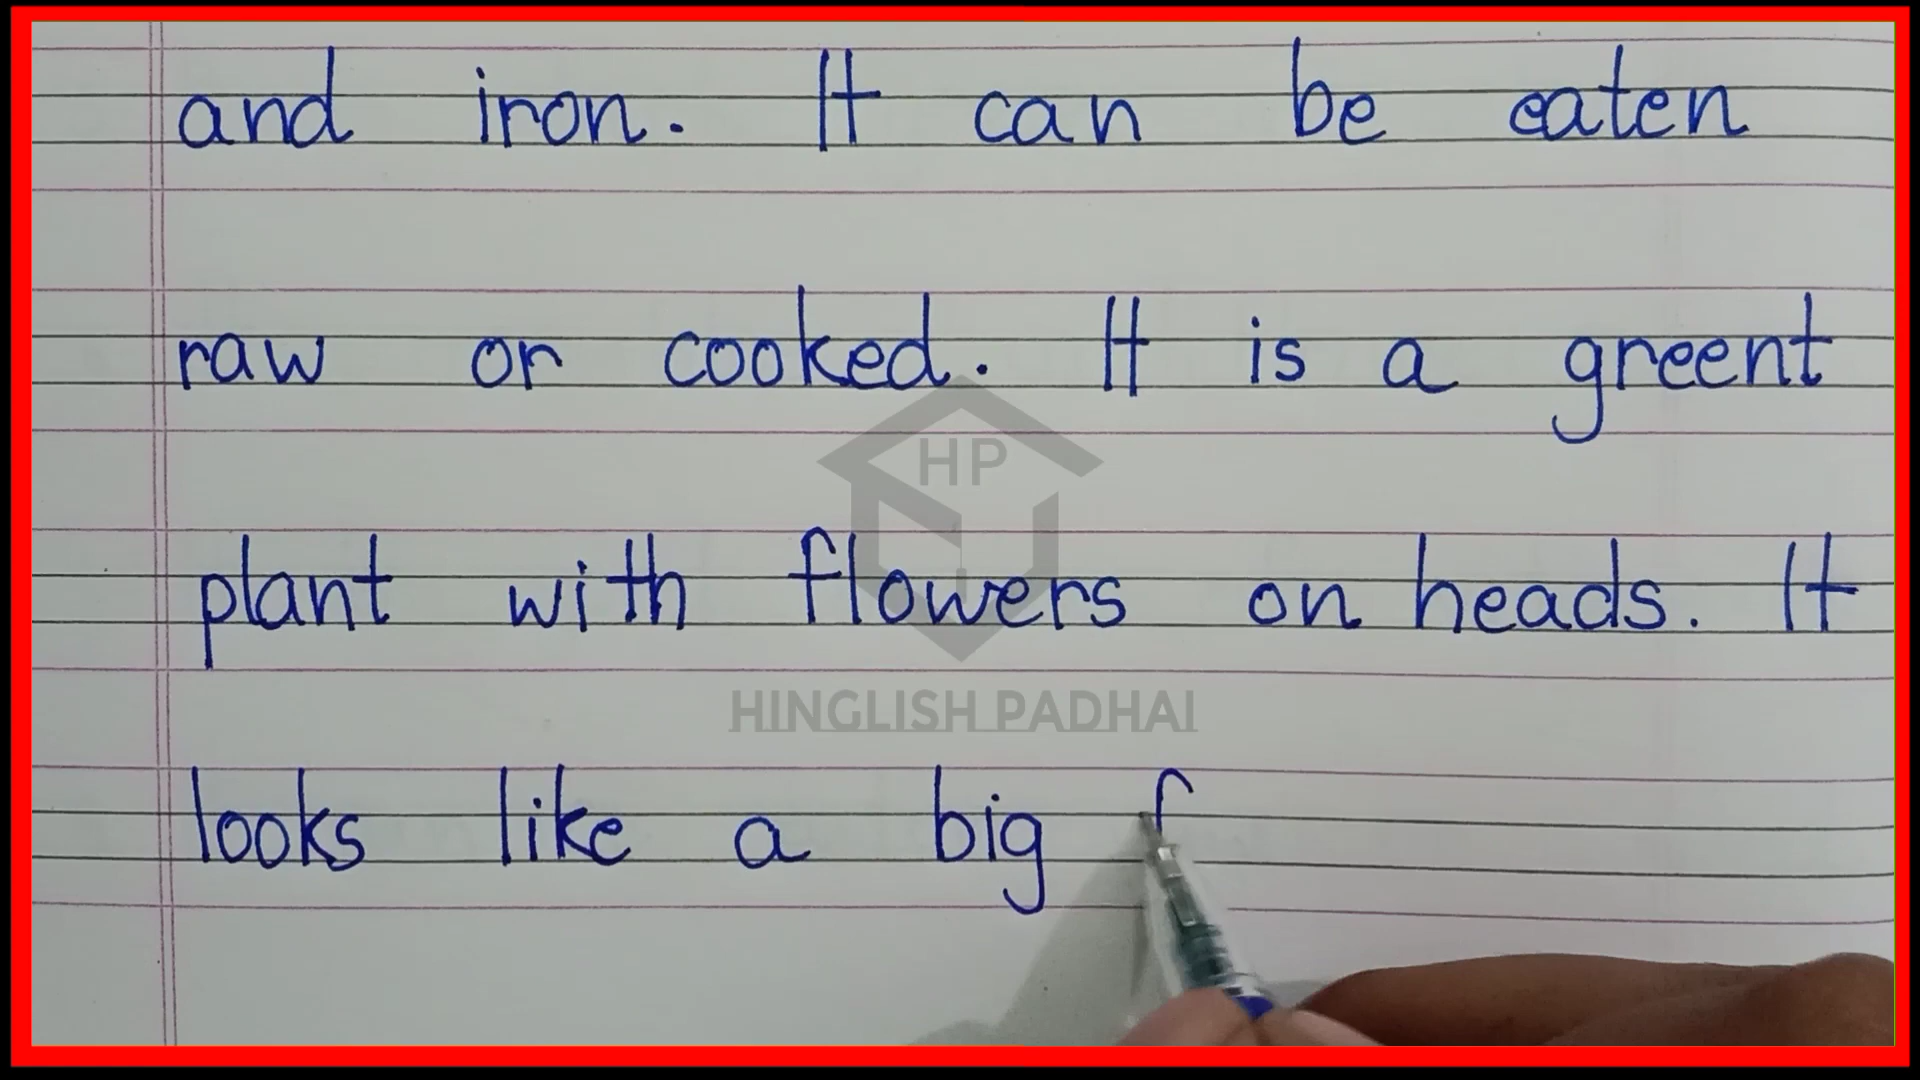 and iron. It can be eaten
raw or cooked. It is a greent
HP
plant with flowers on heads. It
HINGLISH PADHAI
looks like a big f